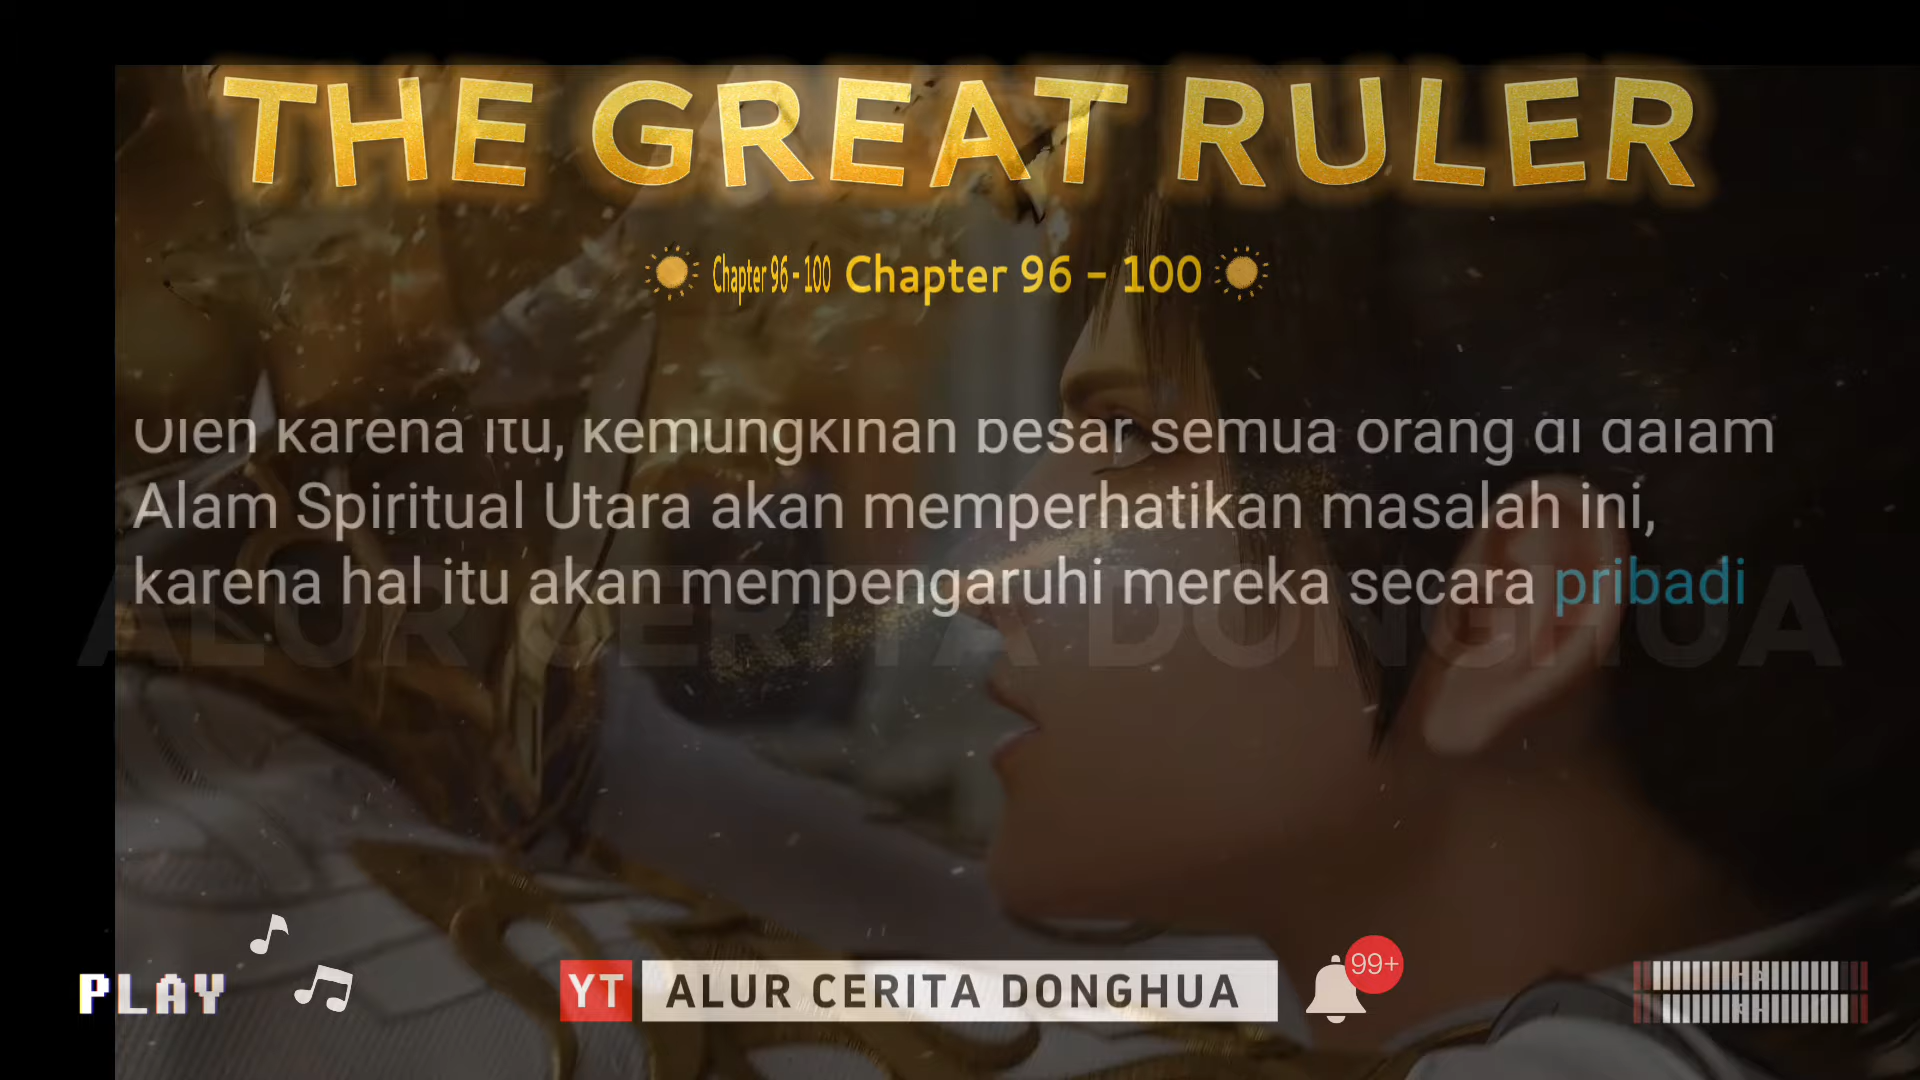 THE GREAT RULER
Chapter 96 - 100 Chapter 96 - 100
Oleh karena itu, kemungkinan besar semua orang di dalam
Alam Spiritual Utara akan memperhatikan masalah ini,
karena hal itu akan mempengaruhi mereka secara pribadi
ALUR CERITA DONGHUA
PLAY
YT ALUR CERITA DONGHUA
99+